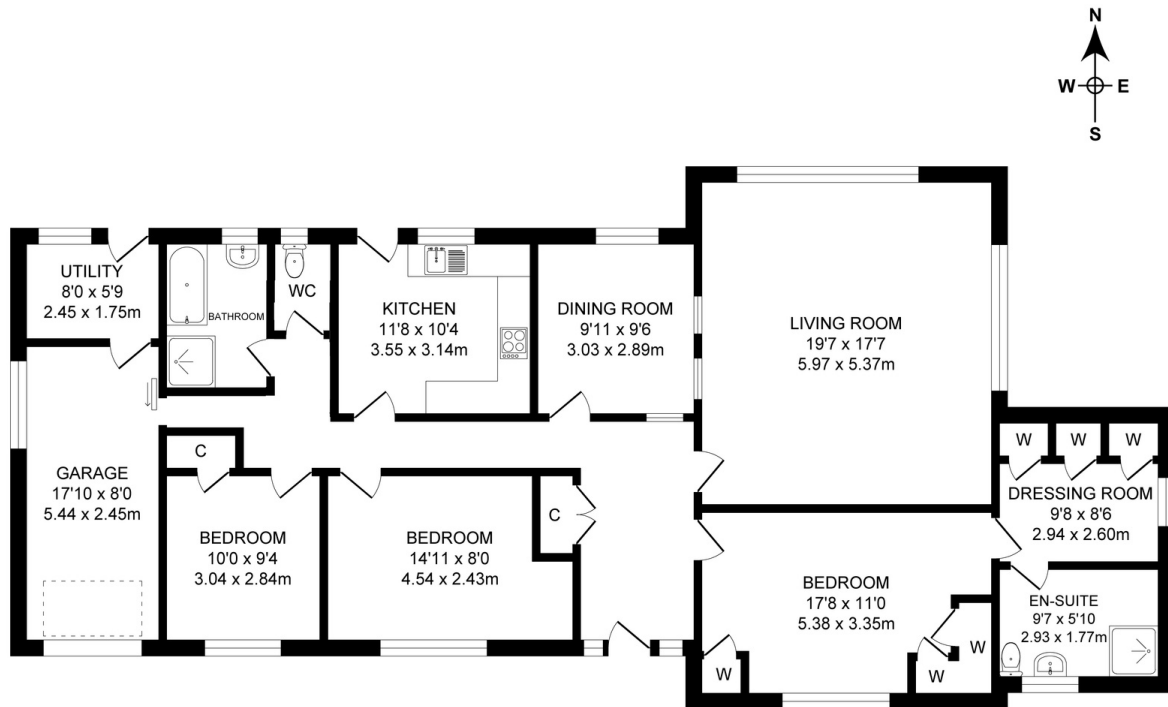 N
W E
S
UTILITY
8'0 x 5'9
2.45 x 1.75m
BATHROOM
WC
KITCHEN
11'8 x 10'4
3.55 x 3.14m
DINING ROOM
9'11 x 9'6
3.03 x 2.89m
LIVING ROOM
19'7 x 17'7
5.97 x 5.37m
W W W
DRESSING ROOM
9'8 x 8'6
2.94 x 2.60m
GARAGE
17'10 x 8'0
5.44 x 2.45m
C
BEDROOM
10'0 x 9'4
3.04 x 2.84m
BEDROOM
14'11 x 8'0
4.54 x 2.43m
C
BEDROOM
17'8 x 11'0
5.38 x 3.35m
W
W
W
EN-SUITE
9'7 x 5'10
2.93 x 1.77m